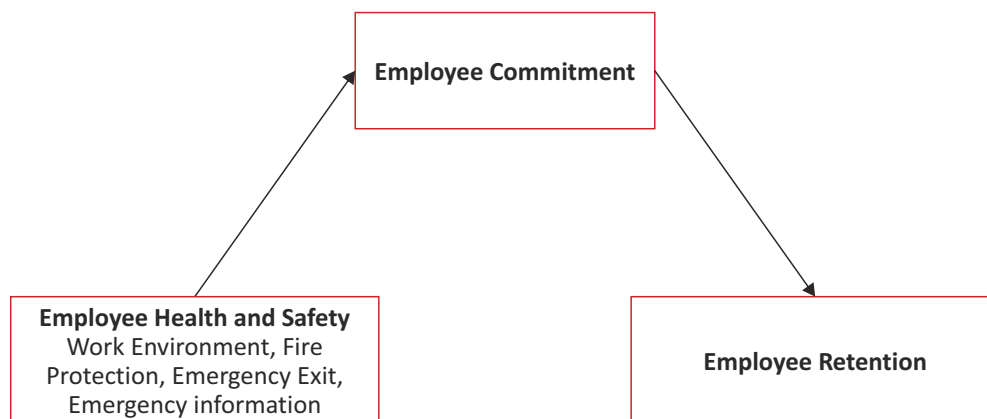 Employee Commitment
Employee Health and Safety
Work Environment, Fire
Protection, Emergency Exit,
Emergency information
Employee Retention